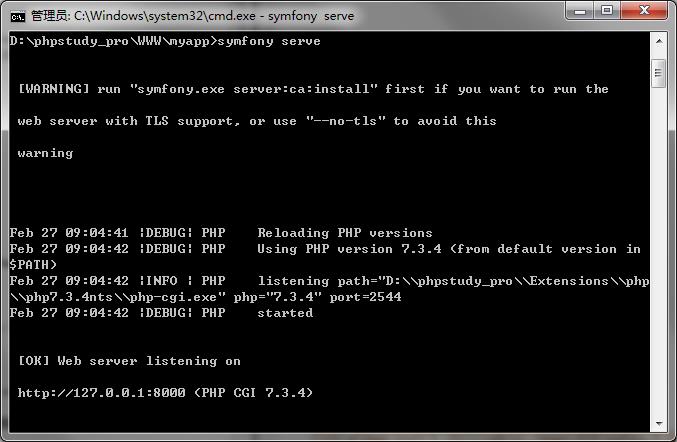 管理员: C:\Windows\system32\cmd.exe - symfony  serve
D:\phpstudy_pro\WWW\myapp>symfony serve
[WARNING] run "symfony.exe server:ca:install" first if you want to run the
web server with TLS support, or use "--no-tls" to avoid this
warning
Feb 27 09:04:41 |DEBUG| PHP    Reloading PHP versions
Feb 27 09:04:42 |DEBUG| PHP    Using PHP version 7.3.4 (from default version in
$PATH)
Feb 27 09:04:42 |INFO | PHP    listening path="D:\\phpstudy_pro\\Extensions\\php
\\php7.3.4nts\\php-cgi.exe" php="7.3.4" port=2544
Feb 27 09:04:42 |DEBUG| PHP    started
[OK] Web server listening on
http://127.0.0.1:8000 (PHP CGI 7.3.4)